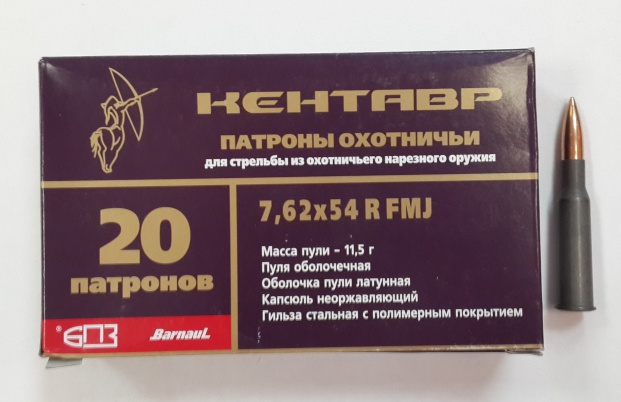 КЕНТАВР
ПАТРОНЫ ОХОТНИЧЬИ
для стрельбы из охотничьего нарезного оружия
20
патронов
7,62x54 R FMJ
Масса пули – 11,5 г
Пуля оболочечная
Оболочка пули латунная
Капсюль неоржавляющий
Гильза стальная с полимерным покрытием
® БПЗ
Barnaul